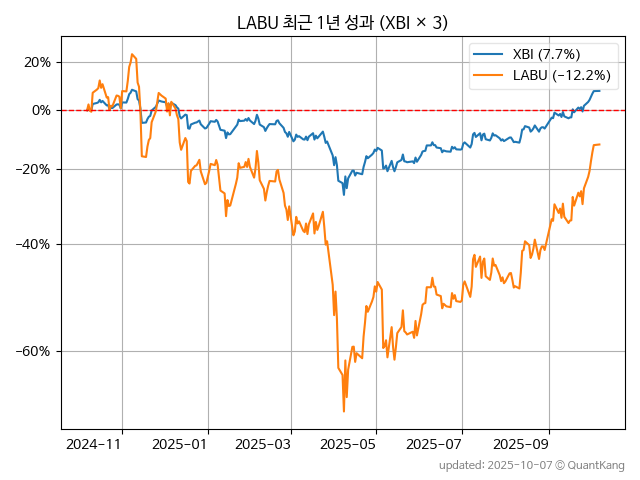 LABU 최근 1년 성과 (XBI × 3)
XBI (7.7%)
LABU (−12.2%)
20%
0%
−20%
−40%
−60%
2024-11
2025-01
2025-03
2025-05
2025-07
2025-09
updated: 2025-10-07 © QuantKang